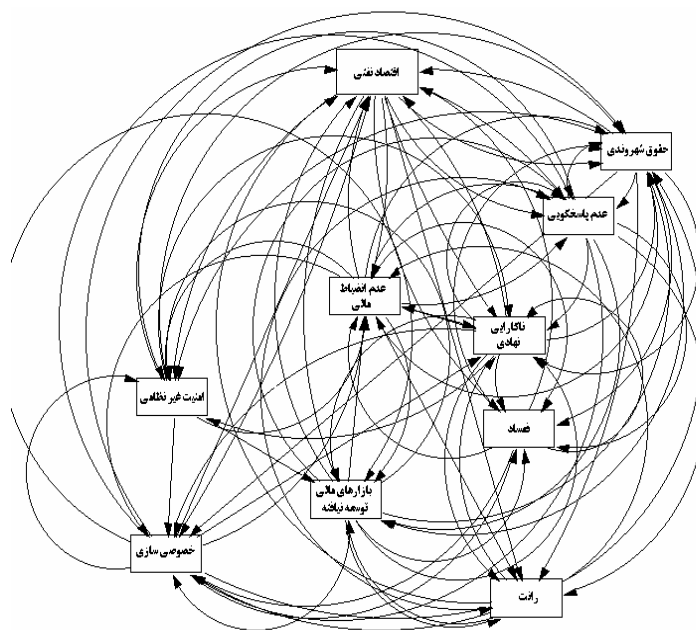 اقتصاد نفتی
حقوق شهروندی
عدم پاسخگویی
عدم انضباط
مالی
ناکارایی
نهادی
امنیت غیر نظامی
فساد
بازارهای مالی
توسعه نیافته
خصوصی سازی
رانت